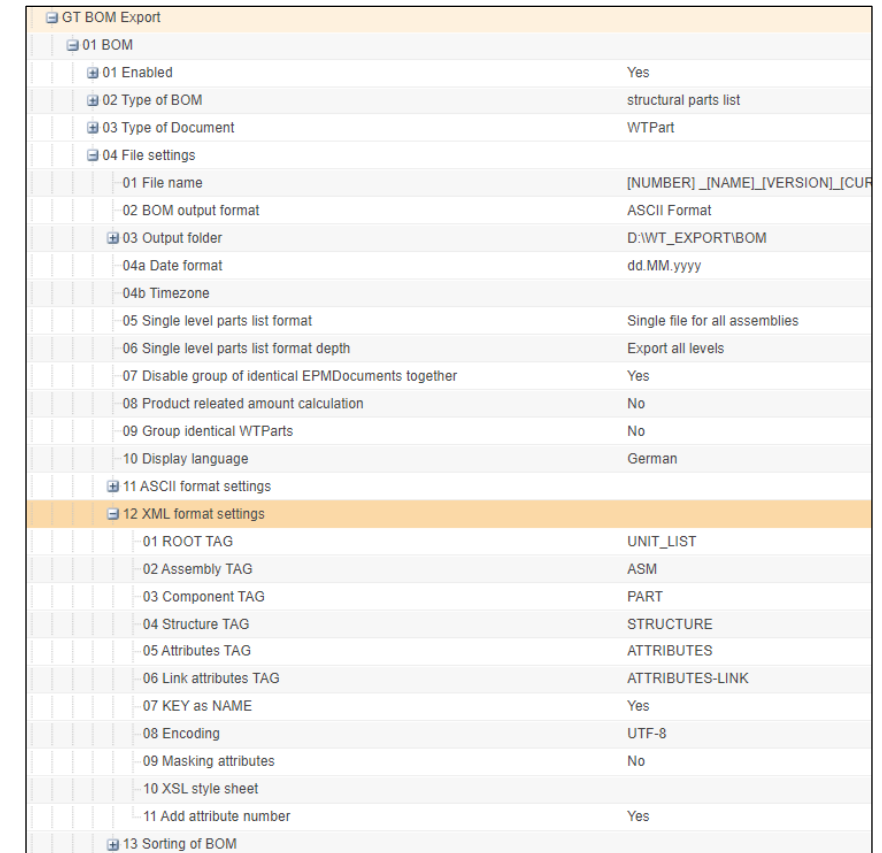 GT BOM Export
01 BOM
01 Enabled Yes
02 Type of BOM structural parts list
03 Type of Document WTPart
04 File settings
01 File name [NUMBER] _[NAME]_[VERSION]_[CUR
02 BOM output format ASCII Format
03 Output folder D:\WT_EXPORT\BOM
04a Date format dd.MM.yyyy
04b Timezone
05 Single level parts list format Single file for all assemblies
06 Single level parts list format depth Export all levels
07 Disable group of identical EPMDocuments together Yes
08 Product releated amount calculation No
09 Group identical WTParts No
10 Display language German
11 ASCII format settings
12 XML format settings
01 ROOT TAG UNIT_LIST
02 Assembly TAG ASM
03 Component TAG PART
04 Structure TAG STRUCTURE
05 Attributes TAG ATTRIBUTES
06 Link attributes TAG ATTRIBUTES-LINK
07 KEY as NAME Yes
08 Encoding UTF-8
09 Masking attributes No
10 XSL style sheet
11 Add attribute number Yes
13 Sorting of BOM